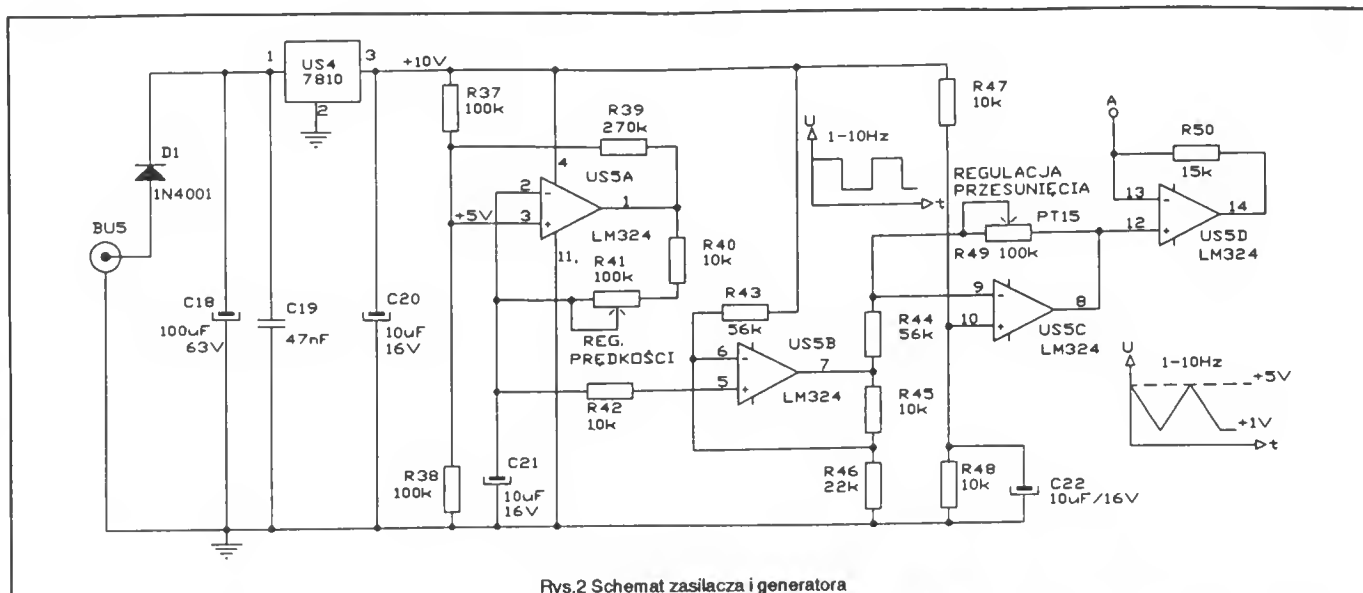 BU5
D1
1N4001
C18
100uF
63V
C19
47nF
1
US4
7810
3
2
+10V
C20
10uF
16V
R37
100k
R39
270k
+5V
R38
100k
4
2
3
1
US5A
LM324
11.
R40
10k
R41
100k
REG.
PRĘDKOŚCI
R42
10k
C21
10uF
16V
R43
56k
6
5
7
US5B
LM324
U
1-10Hz
t
R44
56k
R45
10k
R46
22k
R47
10k
REGULACJA
PRZESUNIĘCIA
PT15
R49
100k
9
10
8
US5C
LM324
R48
10k
C22
10uF/16V
A
R50
15k
13
12
14
US5D
LM324
U
1-10Hz
+5V
+1V
t
Rys.2 Schemat zasilacza i generatora